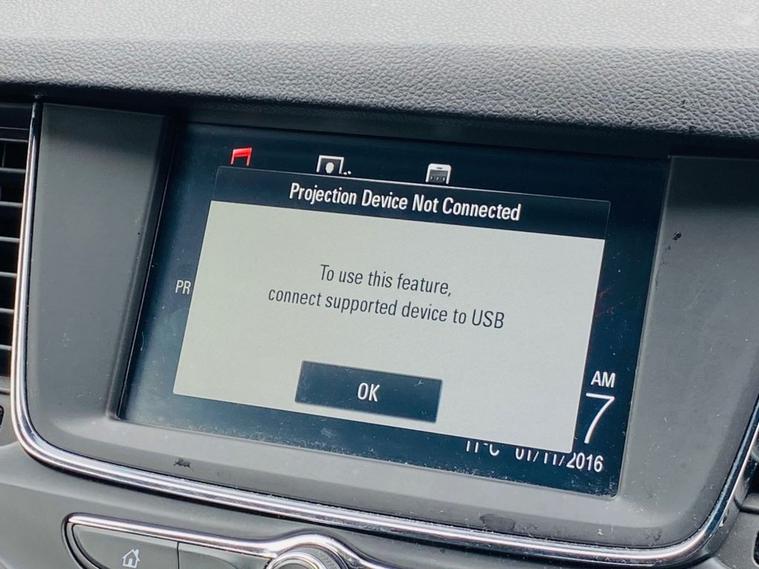 Projection Device Not Connected
To use this feature,
connect supported device to USB
PR
OK
AM
7
01/11/2016